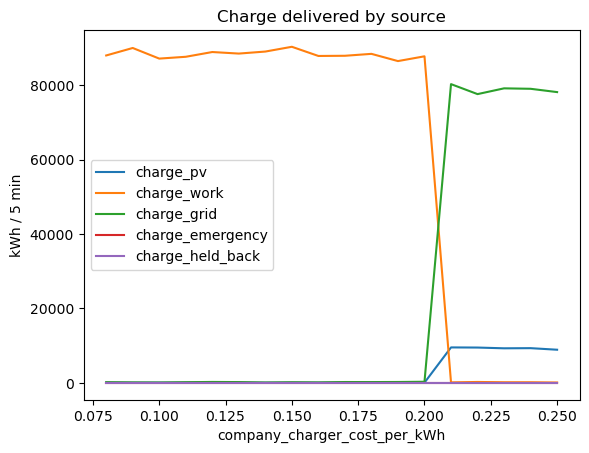 Charge delivered by source
kWh / 5 min
80000
60000
40000
20000
0
charge_pv
charge_work
charge_grid
charge_emergency
charge_held_back
0.075 0.100 0.125 0.150 0.175 0.200 0.225 0.250
company_charger_cost_per_kWh